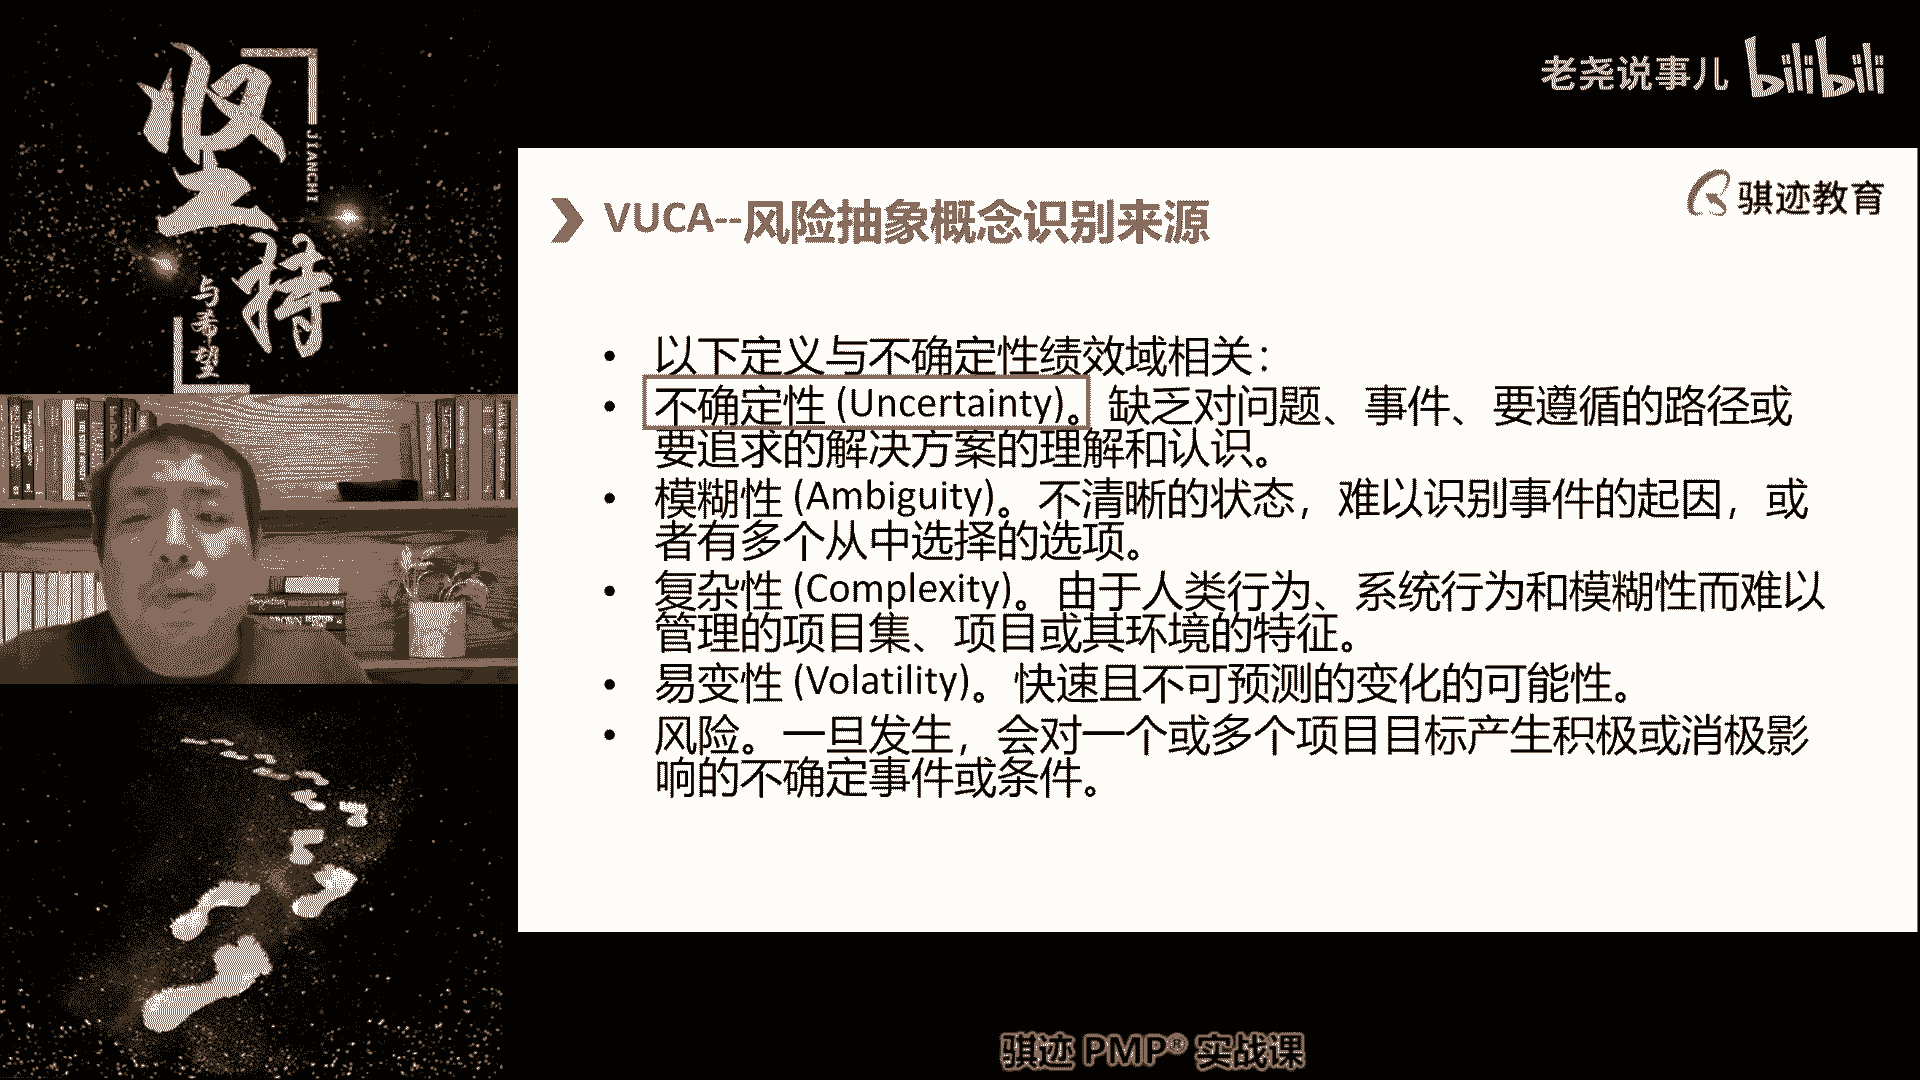 坚持
JIANCHI
与希望
老尧说事儿 bilibili
骐迹教育
VUCA--风险抽象概念识别来源
• 以下定义与不确定性绩效域相关：
• 不确定性 (Uncertainty)。缺乏对问题、事件、要遵循的路径或
要追求的解决方案的理解和认识。
• 模糊性 (Ambiguity)。不清晰的状态，难以识别事件的起因，或
者有多个从中选择的选项。
• 复杂性 (Complexity)。由于人类行为、系统行为和模糊性而难以
管理的项目集、项目或其环境的特征。
• 易变性 (Volatility)。快速且不可预测的变化的可能性。
• 风险。一旦发生，会对一个或多个项目目标产生积极或消极影
响的不确定事件或条件。
骐迹 PMP® 实战课